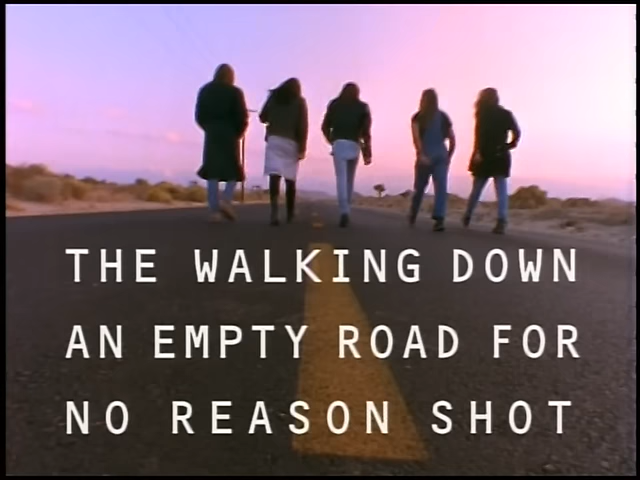 THE WALKING DOWN
AN EMPTY ROAD FOR
NO REASON SHOT